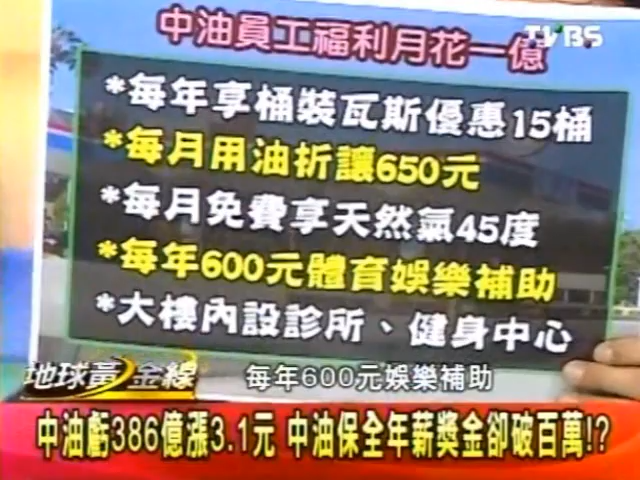 TVBS
中油員工福利月花一億
*每年享桶裝瓦斯優惠15桶
*每月用油折讓650元
*每月免費享天然氣45度
*每年600元體育娛樂補助
*大樓內設診所、健身中心
地球黃金線
每年600元娛樂補助
中油虧386億漲3.1元 中油保全年薪獎金卻破百萬!?